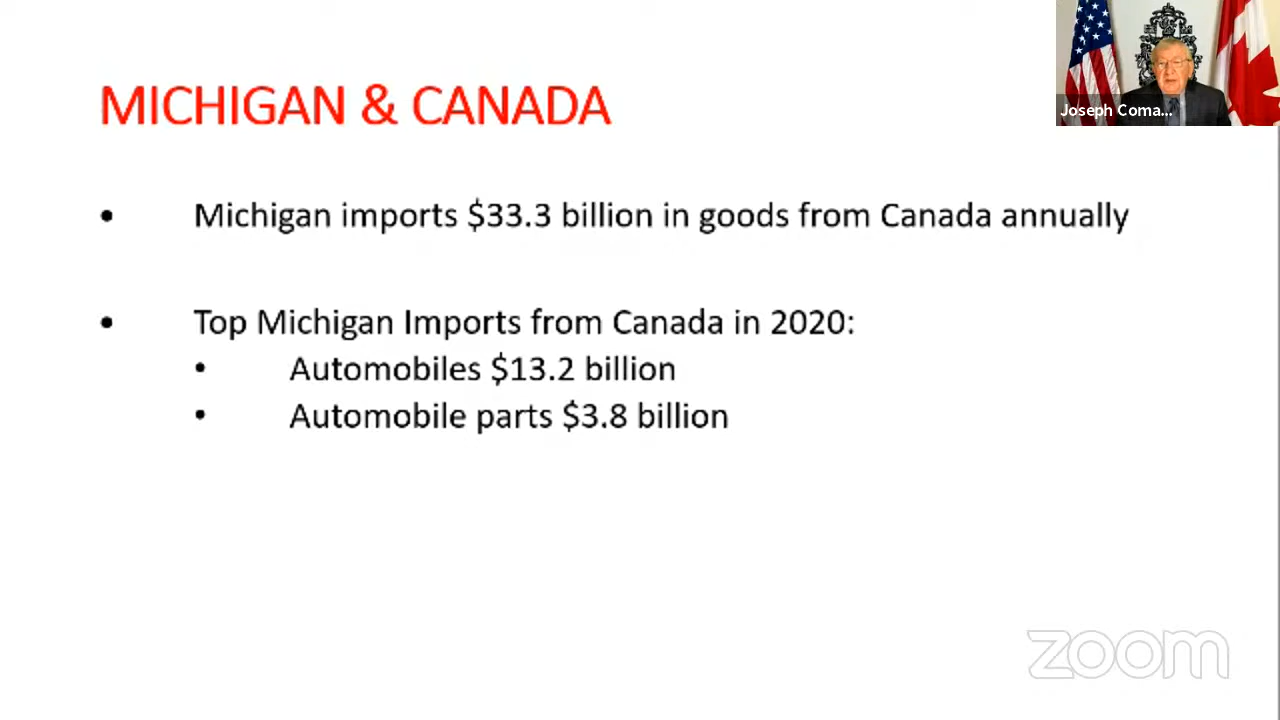 MICHIGAN & CANADA
Joseph Coma...
• Michigan imports $33.3 billion in goods from Canada annually
• Top Michigan Imports from Canada in 2020:
• Automobiles $13.2 billion
• Automobile parts $3.8 billion
zoom